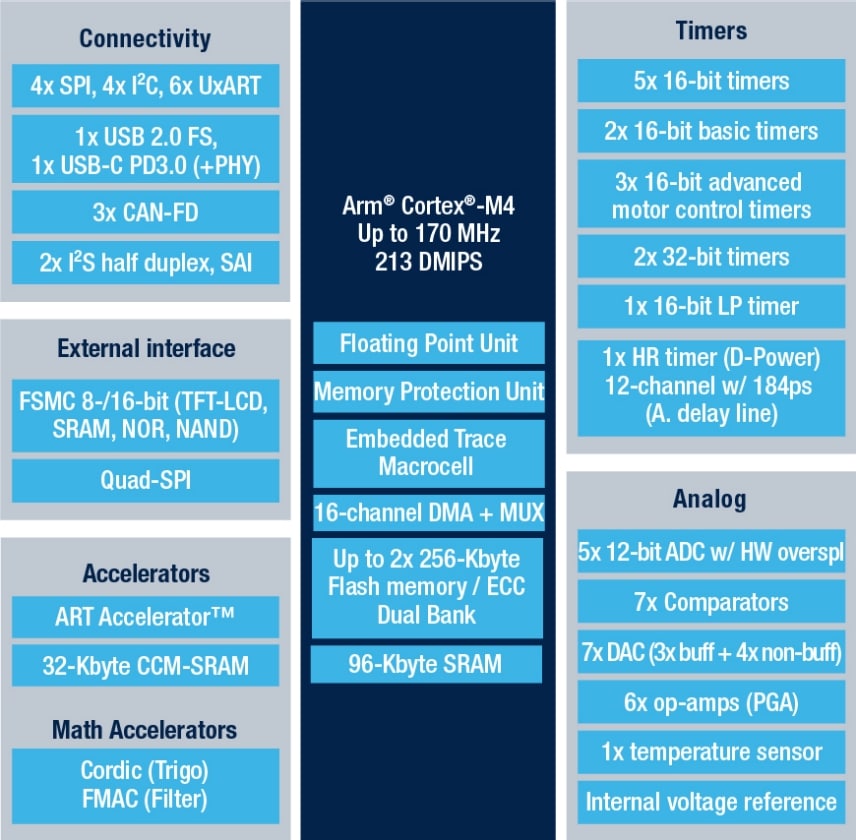 Connectivity
4x SPI, 4x I²C, 6x UxART
1x USB 2.0 FS,
1x USB-C PD3.0 (+PHY)
3x CAN-FD
2x I²S half duplex, SAI
External interface
FSMC 8-/16-bit (TFT-LCD,
SRAM, NOR, NAND)
Quad-SPI
Accelerators
ART Accelerator™
32-Kbyte CCM-SRAM
Math Accelerators
Cordic (Trigo)
FMAC (Filter)
Arm® Cortex®-M4
Up to 170 MHz
213 DMIPS
Floating Point Unit
Memory Protection Unit
Embedded Trace
Macrocell
16-channel DMA + MUX
Up to 2x 256-Kbyte
Flash memory / ECC
Dual Bank
96-Kbyte SRAM
Timers
5x 16-bit timers
2x 16-bit basic timers
3x 16-bit advanced
motor control timers
2x 32-bit timers
1x 16-bit LP timer
1x HR timer (D-Power)
12-channel w/ 184ps
(A. delay line)
Analog
5x 12-bit ADC w/ HW overspl
7x Comparators
7x DAC (3x buff + 4x non-buff)
6x op-amps (PGA)
1x temperature sensor
Internal voltage reference